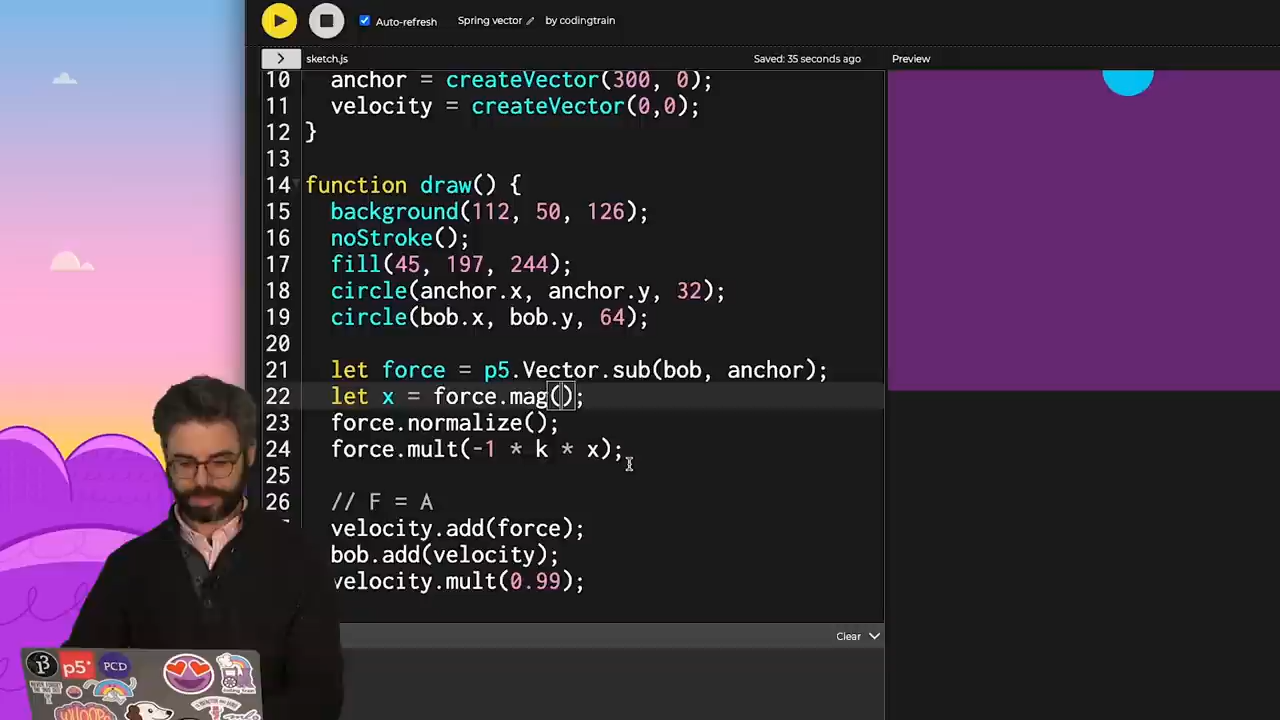 Auto-refresh Spring vector by codingtrain
> sketch.js Saved: 35 seconds ago Preview
10 anchor = createVector(300, 0);
11 velocity = createVector(0,0);
12 }
13
14 function draw() {
15 background(112, 50, 126);
16 noStroke();
17 fill(45, 197, 244);
18 circle(anchor.x, anchor.y, 32);
19 circle(bob.x, bob.y, 64);
20
21 let force = p5.Vector.sub(bob, anchor);
22 let x = force.mag();
23 force.normalize();
24 force.mult(-1 * k * x);
25
26 // F = A
velocity.add(force);
bob.add(velocity);
velocity.mult(0.99);
Clear
p5* PCD
WHOOPS